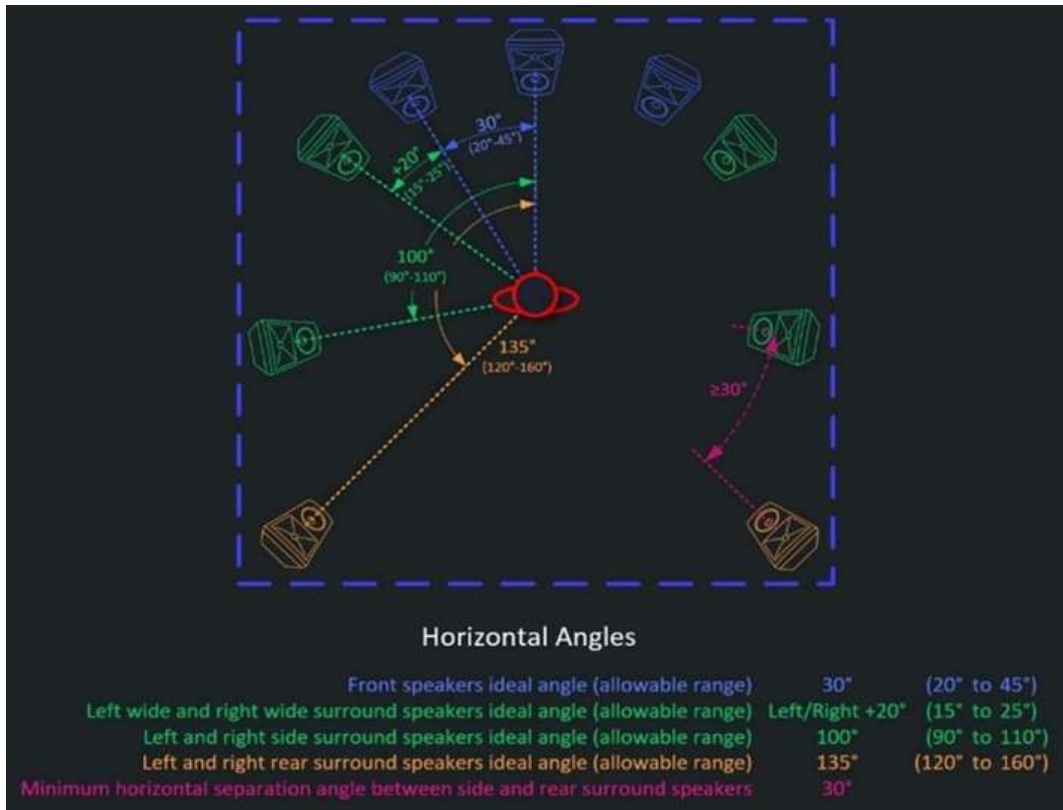 30°
(20°-45°)
+20°
(15°-25°)
100°
(90°-110°)
135°
(120°-160°)
≥30°
Horizontal Angles
Front speakers ideal angle (allowable range) 30° (20° to 45°)
Left wide and right wide surround speakers ideal angle (allowable range) Left/Right +20° (15° to 25°)
Left and right side surround speakers ideal angle (allowable range) 100° (90° to 110°)
Left and right rear surround speakers ideal angle (allowable range) 135° (120° to 160°)
Minimum horizontal separation angle between side and rear surround speakers 30°